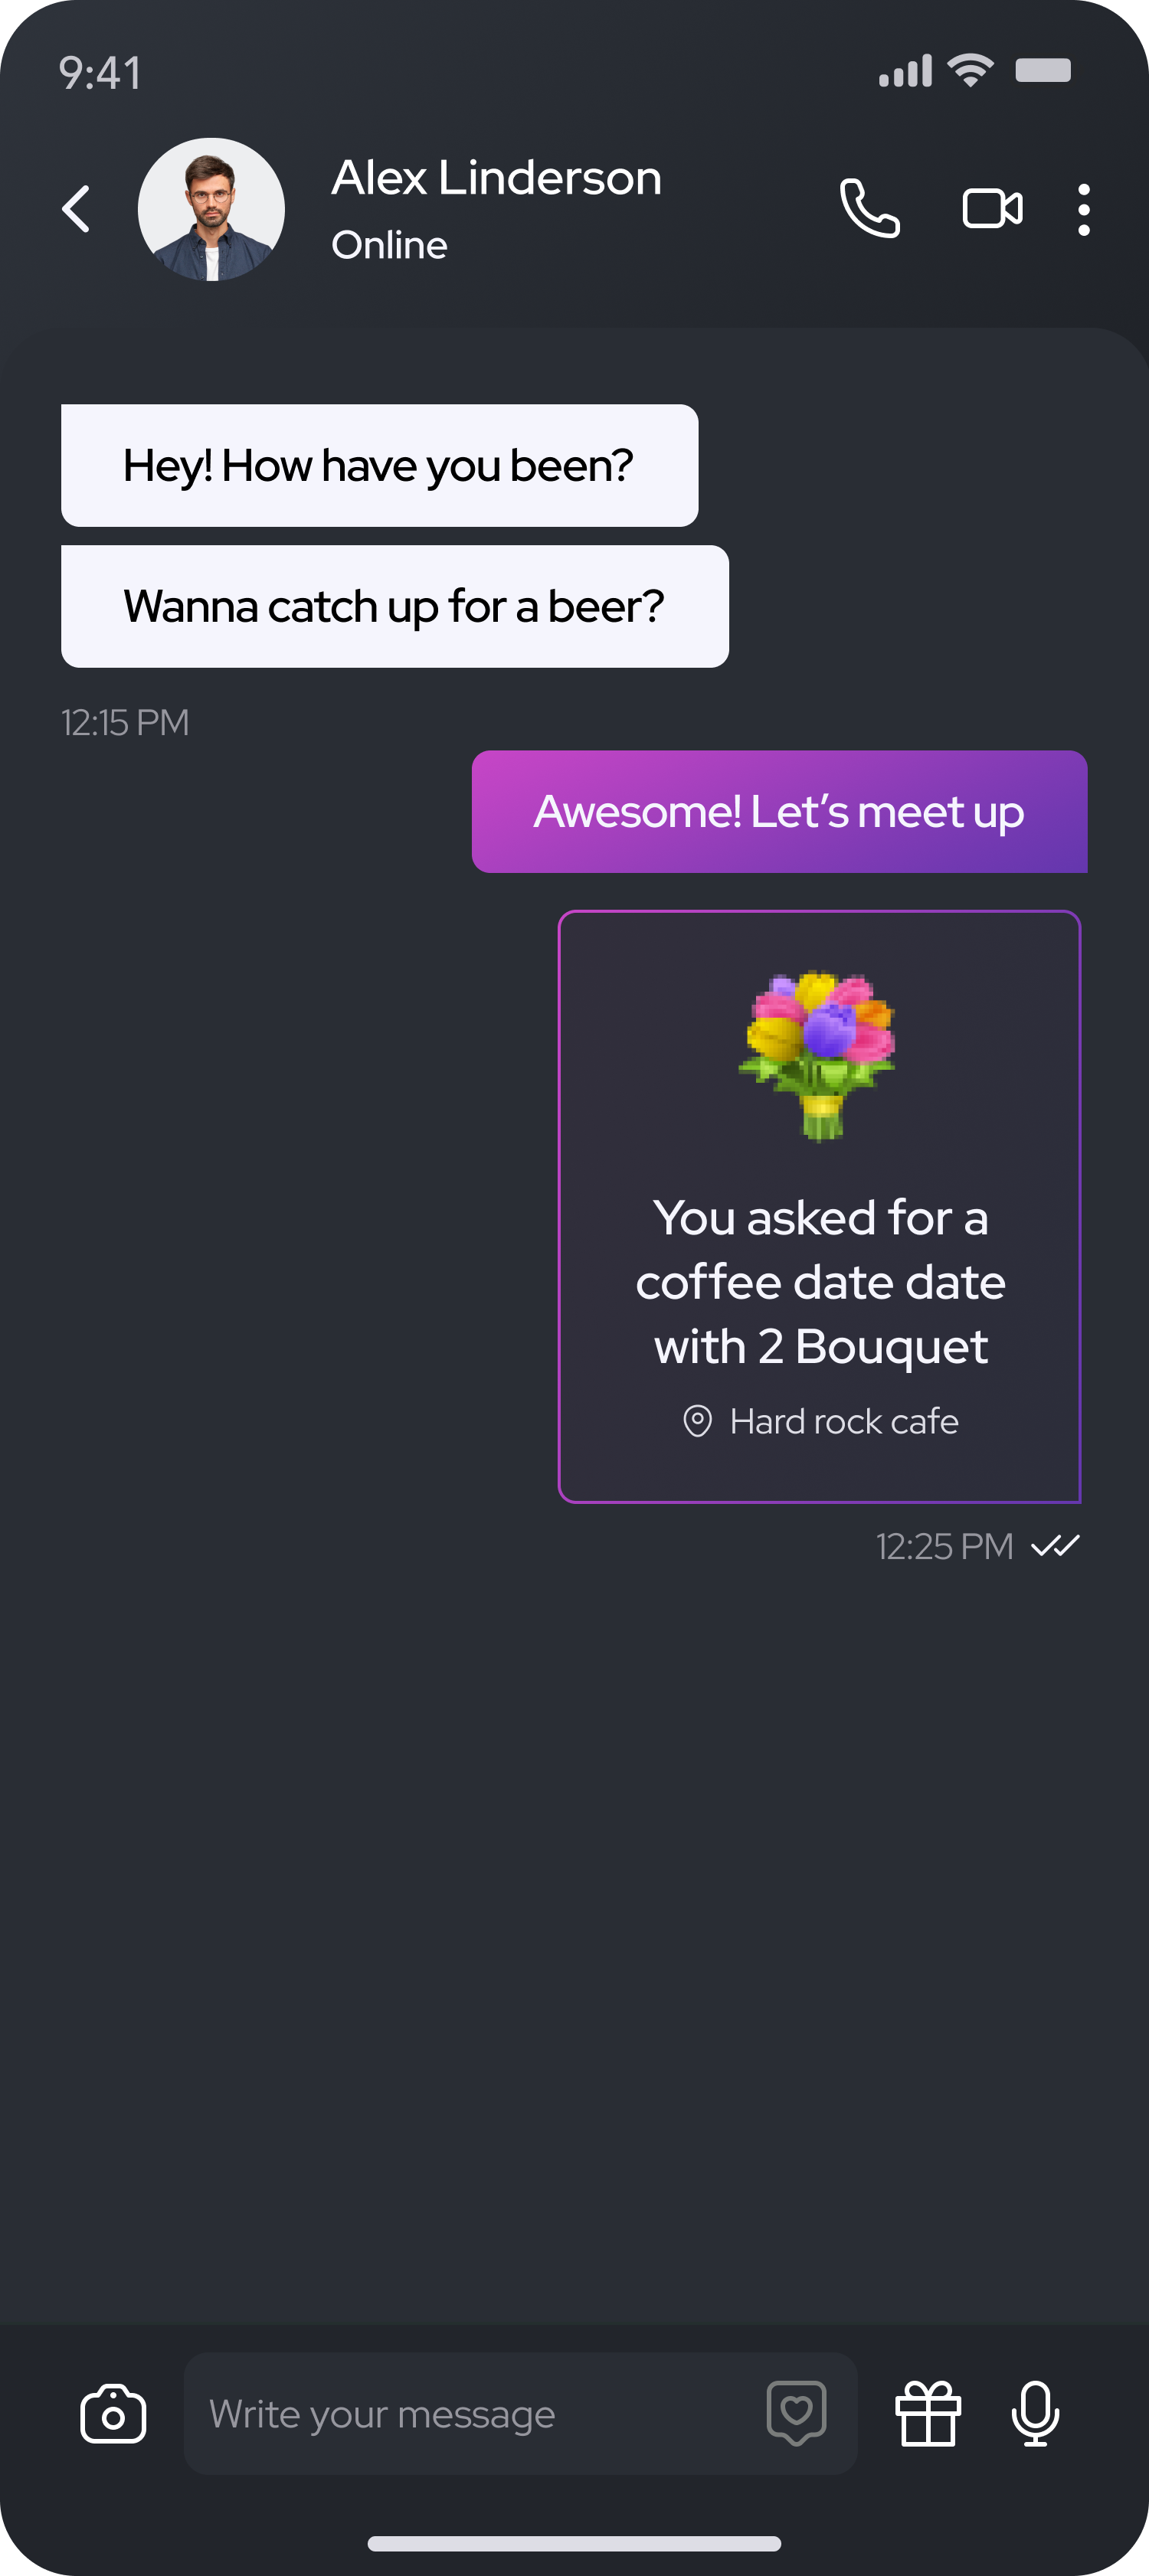 9:41
Alex Linderson
Online
Hey! How have you been?
Wanna catch up for a beer?
12:15 PM
Awesome! Let’s meet up
You asked for a
coffee date date
with 2 Bouquet
Hard rock cafe
12:25 PM
Write your message